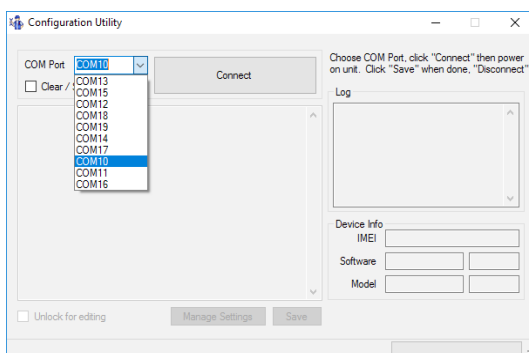 Configuration Utility
COM Port COM10
Connect
Clear /
COM13
COM15
COM12
COM18
COM19
COM14
COM17
COM10
COM11
COM16
Choose COM Port, click "Connect" then power
on unit. Click "Save" when done, "Disconnect"
Log
Device Info
IMEI
Software
Model
Unlock for editing
Manage Settings
Save